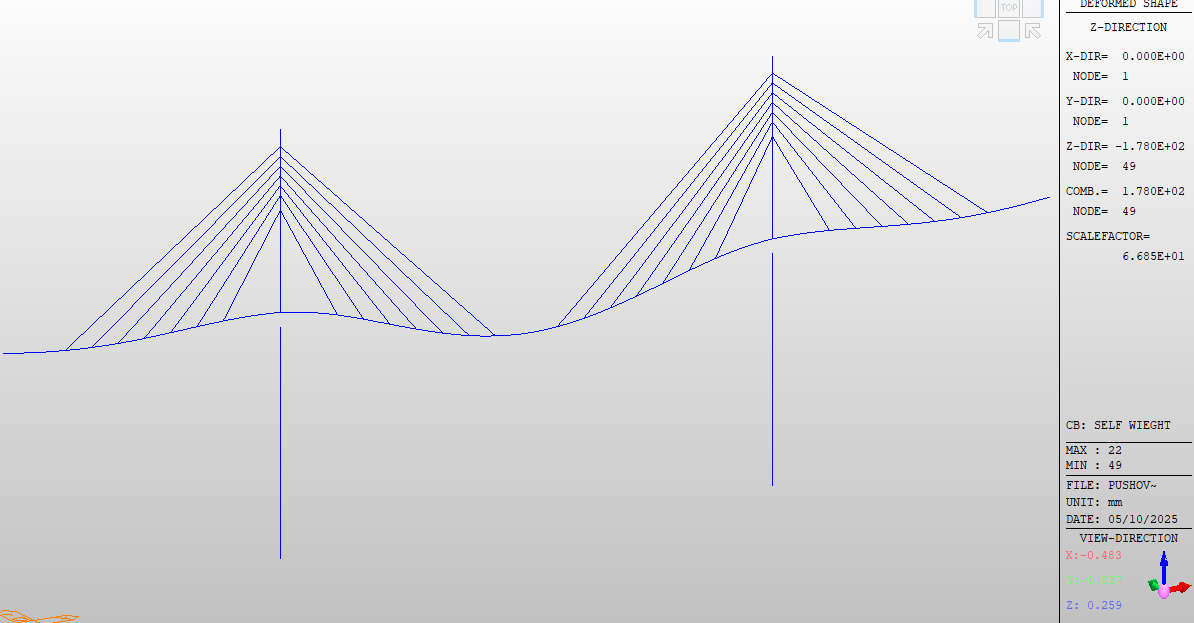 TOP
DEFORMED SHAPE
Z-DIRECTION
X-DIR= 0.000E+00
NODE= 1
Y-DIR= 0.000E+00
NODE= 1
Z-DIR= -1.780E+02
NODE= 49
COMB.= 1.780E+02
NODE= 49
SCALEFACTOR=
6.685E+01
CB: SELF WIEGHT
MAX : 22
MIN : 49
FILE: PUSHOV~
UNIT: mm
DATE: 05/10/2025
VIEW-DIRECTION
X:-0.483
Z: 0.259